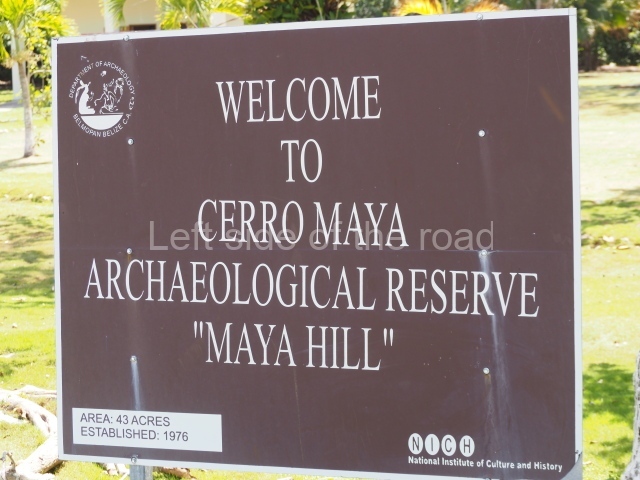 DEPARTMENT OF ARCHAEOLOGY
BELMOPAN BELIZE C.A.
WELCOME
TO
CERRO MAYA
Left side of the road
ARCHAEOLOGICAL RESERVE
"MAYA HILL"
AREA: 43 ACRES
ESTABLISHED: 1976
NICH
National Institute of Culture and History